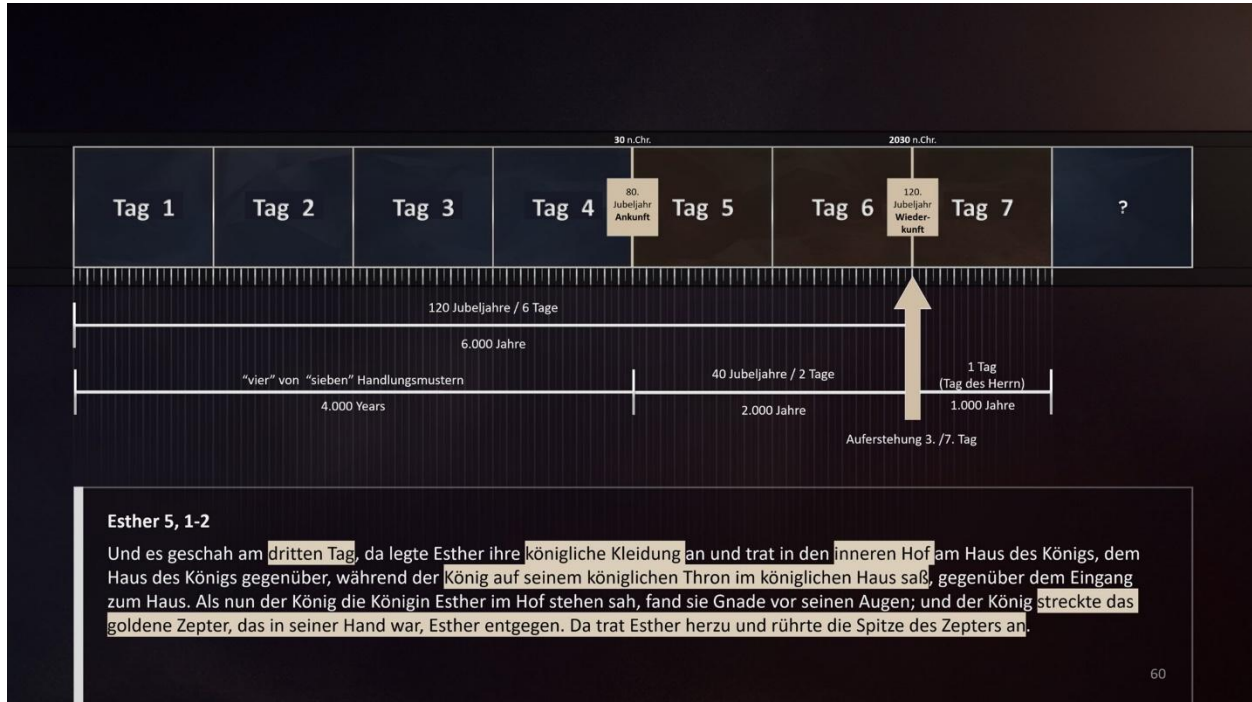 30 n.Chr.
2030 n.Chr.
Tag 1
Tag 2
Tag 3
Tag 4
80.
Jubeljahr
Ankunft
Tag 5
Tag 6
120.
Jubeljahr
Wieder-
kunft
Tag 7
?
120 Jubeljahre / 6 Tage
6.000 Jahre
"vier" von "sieben" Handlungsmustern
4.000 Years
40 Jubeljahre / 2 Tage
2.000 Jahre
1 Tag
(Tag des Herrn)
1.000 Jahre
Auferstehung 3. /7. Tag
Esther 5, 1-2
Und es geschah am dritten Tag, da legte Esther ihre königliche Kleidung an und trat in den inneren Hof am Haus des Königs, dem
Haus des Königs gegenüber, während der König auf seinem königlichen Thron im königlichen Haus saß, gegenüber dem Eingang
zum Haus. Als nun der König die Königin Esther im Hof stehen sah, fand sie Gnade vor seinen Augen; und der König streckte das
goldene Zepter, das in seiner Hand war, Esther entgegen. Da trat Esther herzu und rührte die Spitze des Zepters an.
60